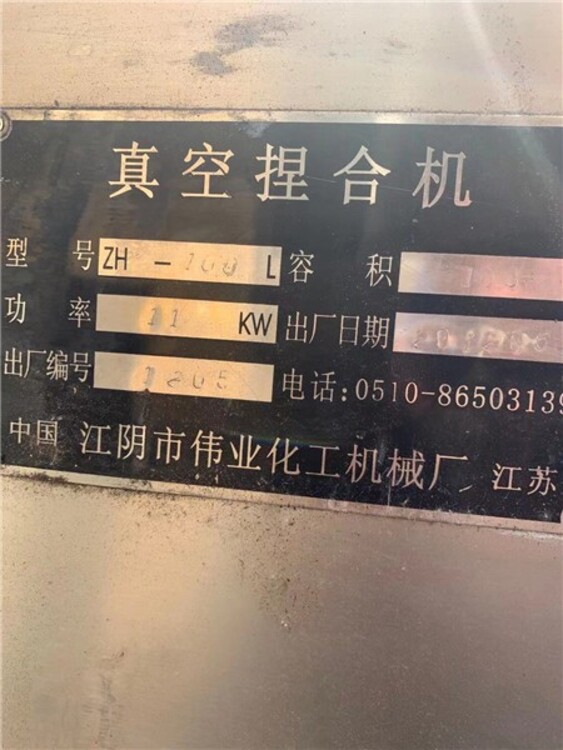 真空捏合机
型号 ZH-100 L 容积
功率 11 KW 出厂日期
出厂编号 1805 电话:0510-86503139
中国 江阴市伟业化工机械厂 江苏